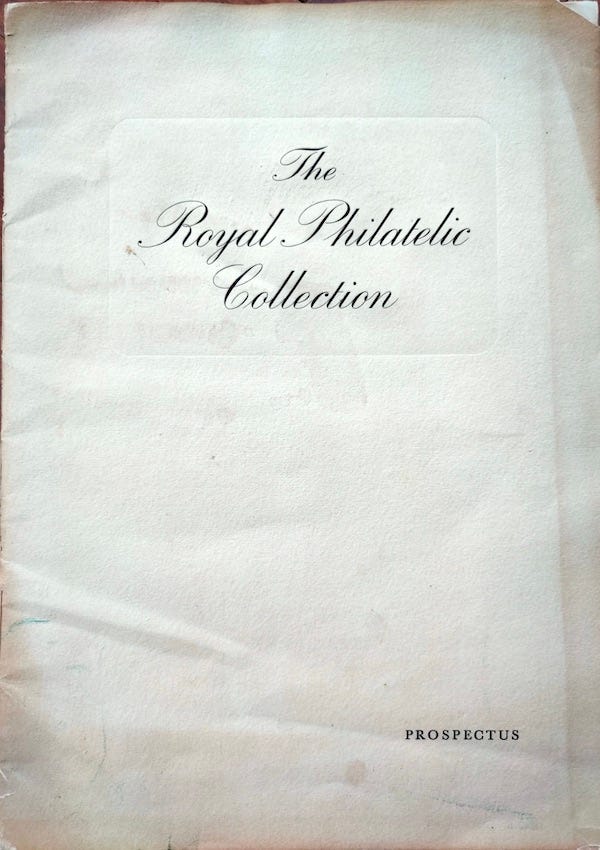 The
Royal Philatelic
Collection
PROSPECTUS